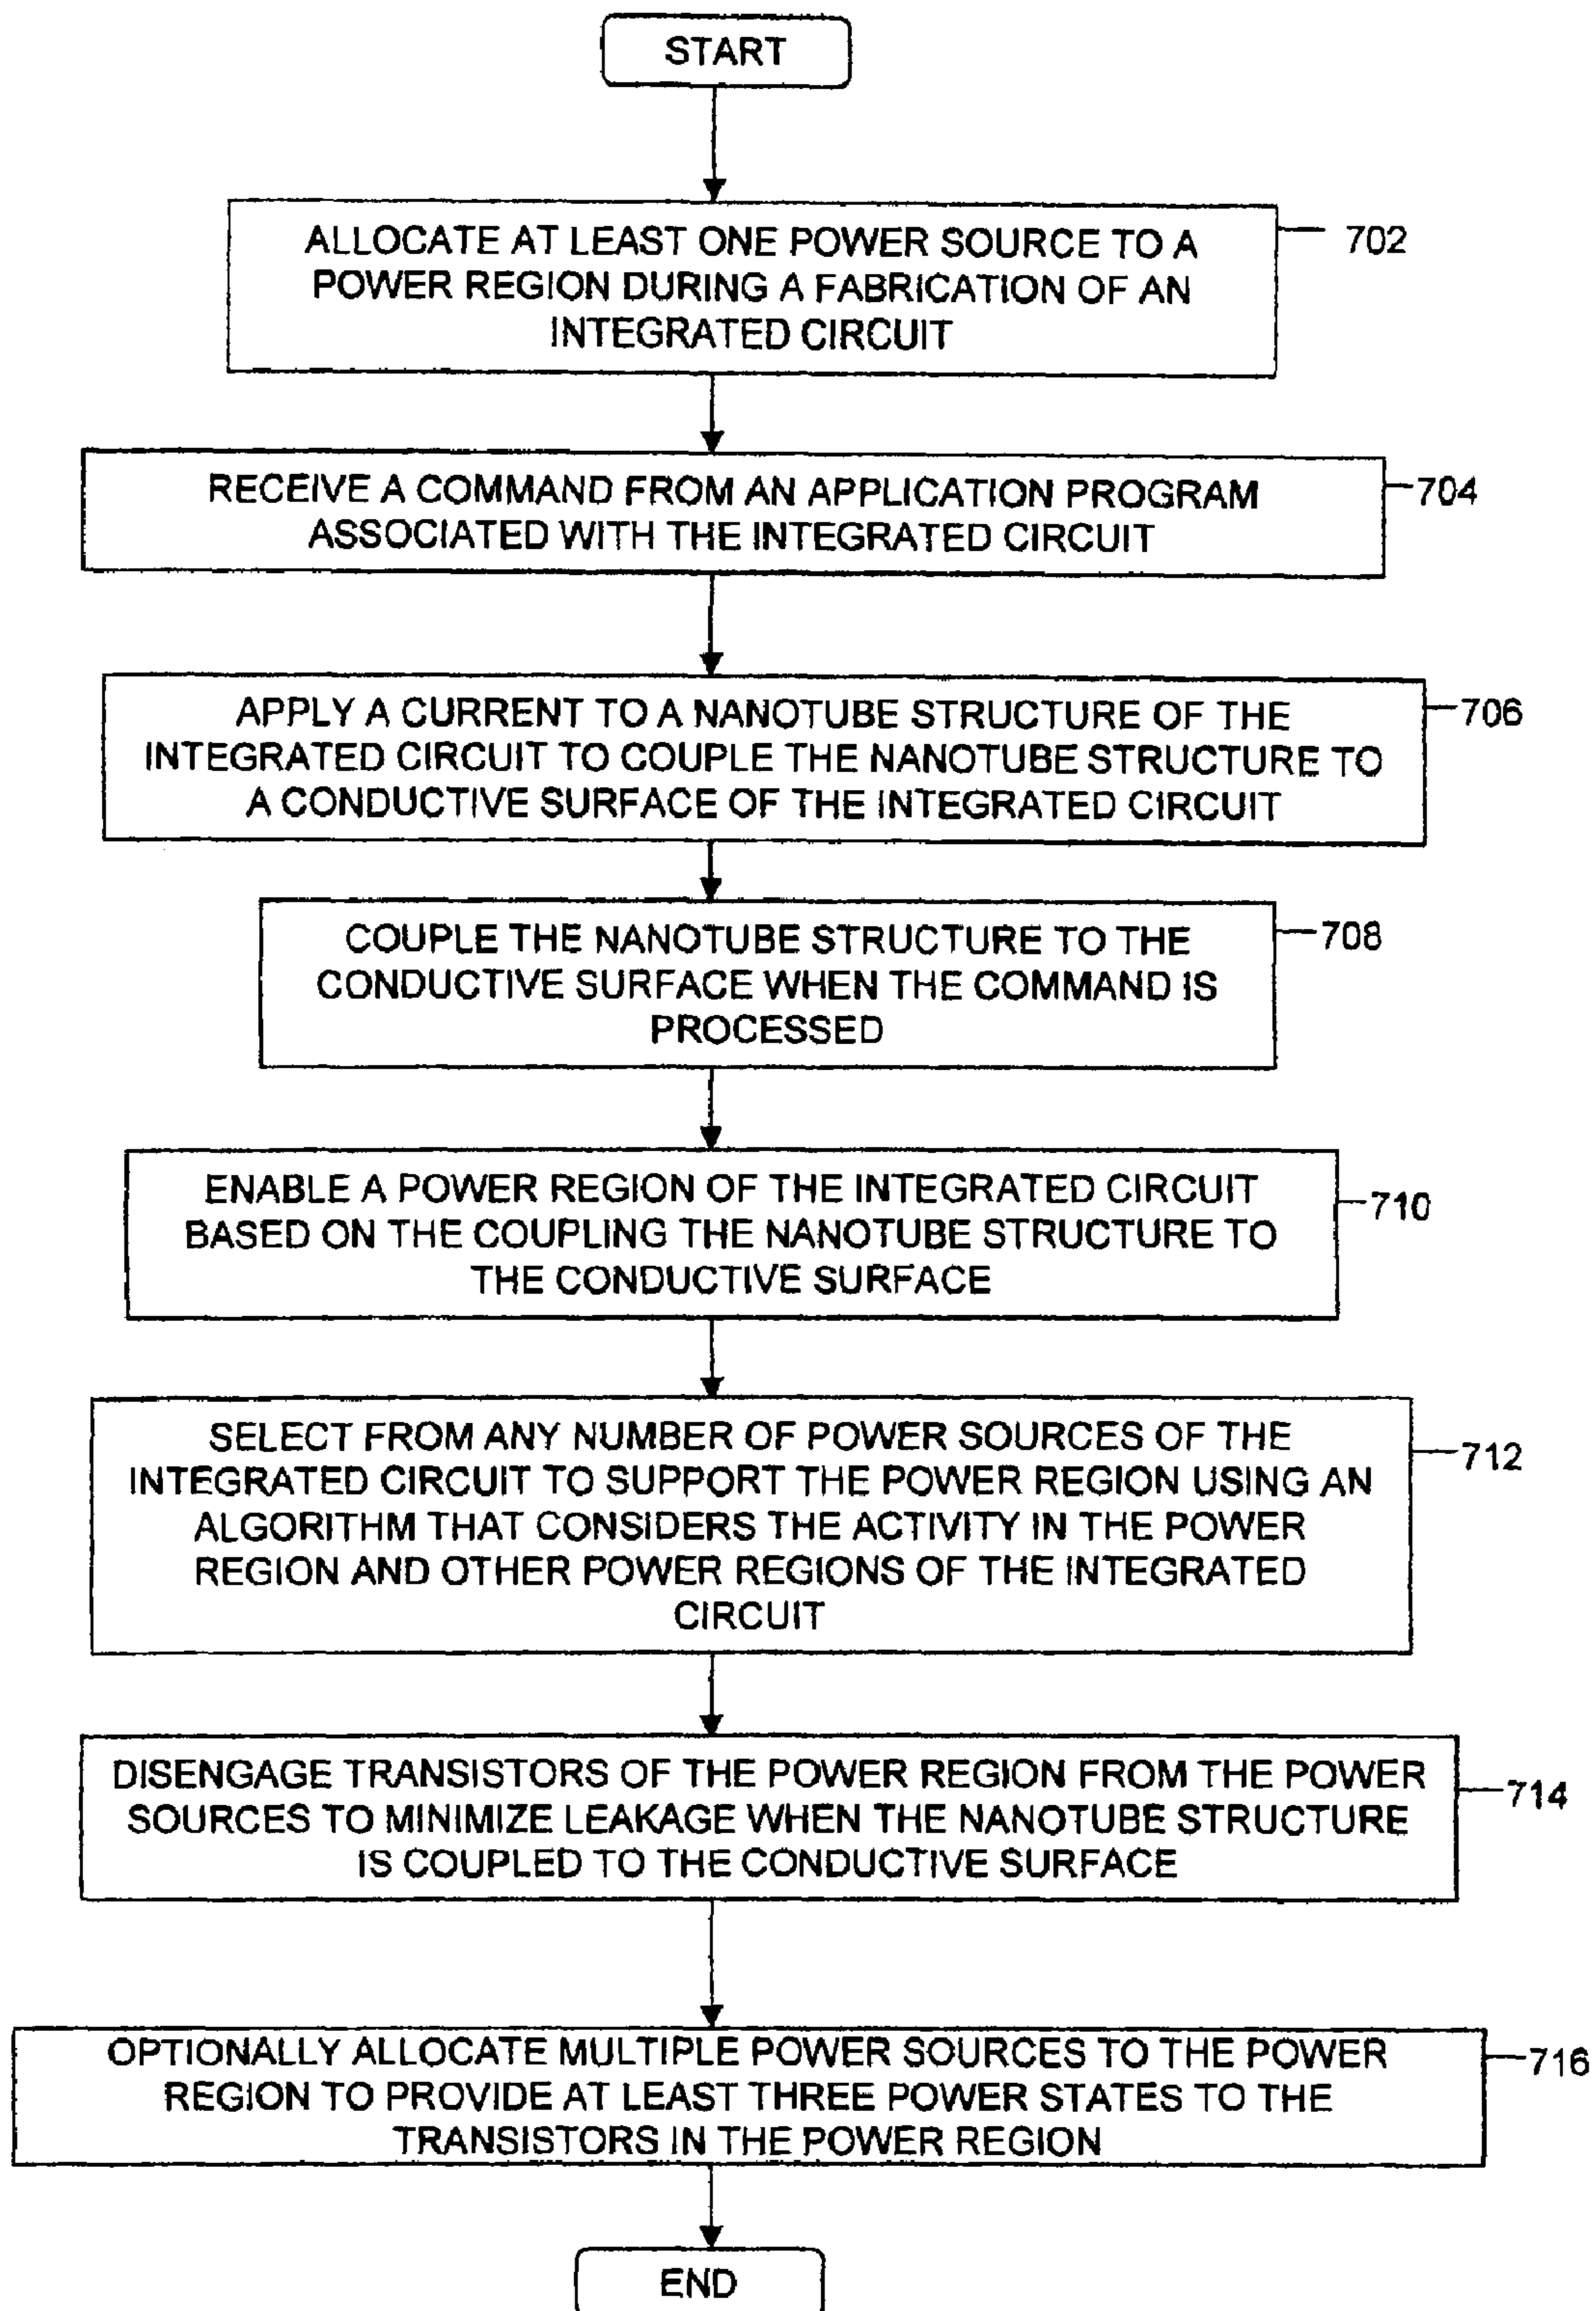 START
ALLOCATE AT LEAST ONE POWER SOURCE TO A
POWER REGION DURING A FABRICATION OF AN
INTEGRATED CIRCUIT
702
RECEIVE A COMMAND FROM AN APPLICATION PROGRAM
ASSOCIATED WITH THE INTEGRATED CIRCUIT
704
APPLY A CURRENT TO A NANOTUBE STRUCTURE OF THE
INTEGRATED CIRCUIT TO COUPLE THE NANOTUBE STRUCTURE TO
A CONDUCTIVE SURFACE OF THE INTEGRATED CIRCUIT
706
COUPLE THE NANOTUBE STRUCTURE TO THE
CONDUCTIVE SURFACE WHEN THE COMMAND IS
PROCESSED
708
ENABLE A POWER REGION OF THE INTEGRATED CIRCUIT
BASED ON THE COUPLING THE NANOTUBE STRUCTURE TO
THE CONDUCTIVE SURFACE
710
SELECT FROM ANY NUMBER OF POWER SOURCES OF THE
INTEGRATED CIRCUIT TO SUPPORT THE POWER REGION USING AN
ALGORITHM THAT CONSIDERS THE ACTIVITY IN THE POWER
REGION AND OTHER POWER REGIONS OF THE INTEGRATED
CIRCUIT
712
DISENGAGE TRANSISTORS OF THE POWER REGION FROM THE POWER
SOURCES TO MINIMIZE LEAKAGE WHEN THE NANOTUBE STRUCTURE
IS COUPLED TO THE CONDUCTIVE SURFACE
714
OPTIONALLY ALLOCATE MULTIPLE POWER SOURCES TO THE POWER
REGION TO PROVIDE AT LEAST THREE POWER STATES TO THE
TRANSISTORS IN THE POWER REGION
716
END